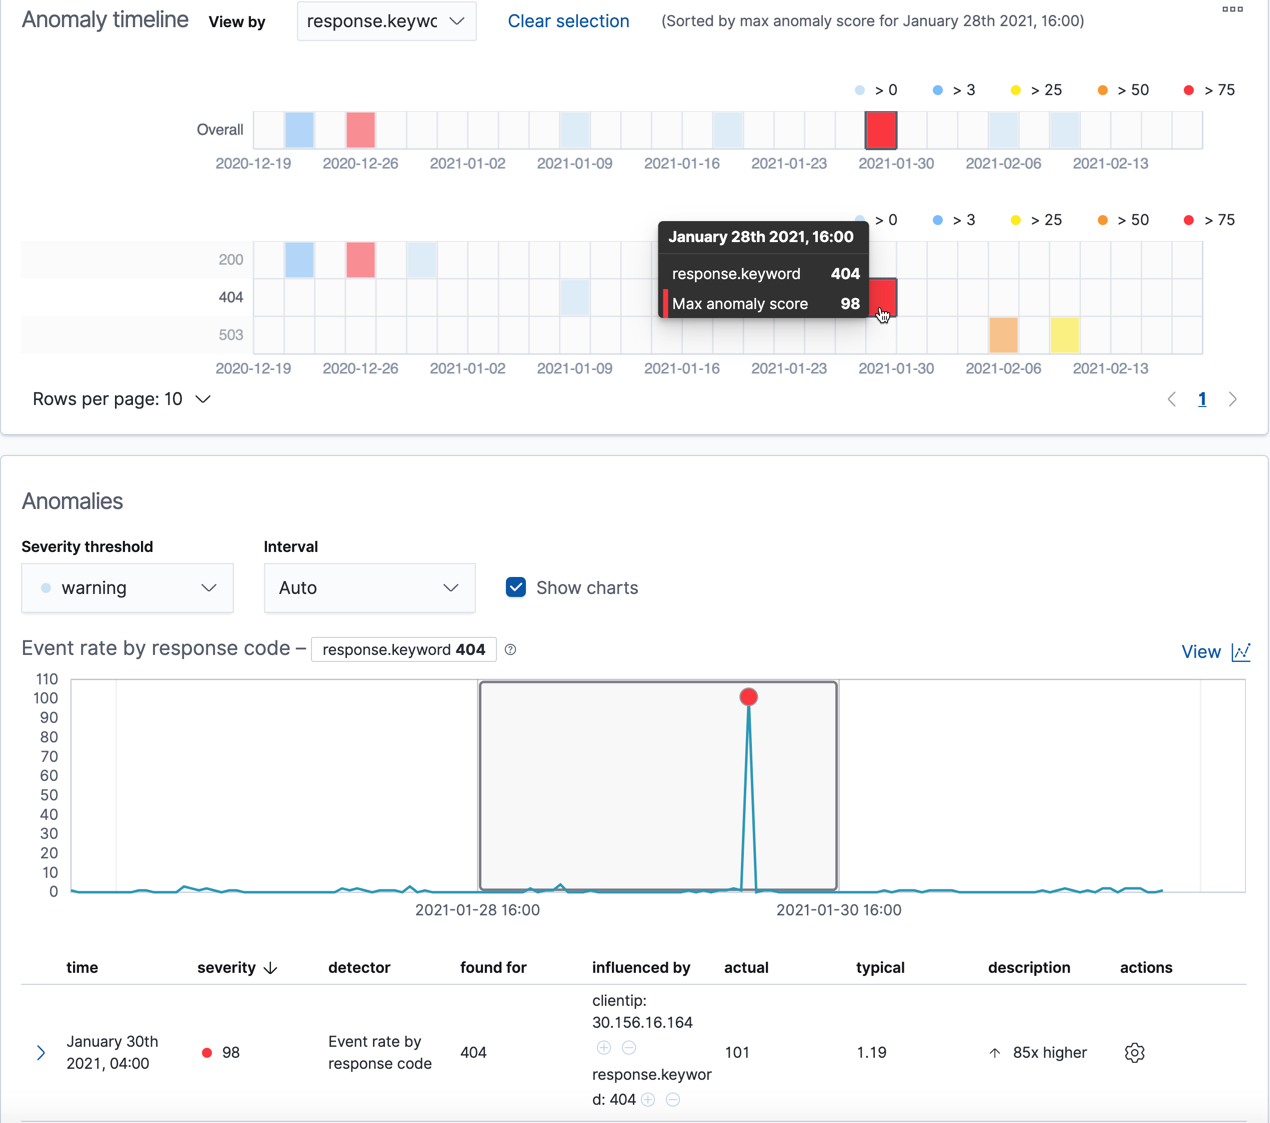 Anomaly timeline View by response.keywc Clear selection (Sorted by max anomaly score for January 28th 2021, 16:00)
> 0 > 3 > 25 > 50 > 75
Overall
2020-12-19 2020-12-26 2021-01-02 2021-01-09 2021-01-16 2021-01-23 2021-01-30 2021-02-06 2021-02-13
> 0 > 3 > 25 > 50 > 75
January 28th 2021, 16:00
response.keyword 404
Max anomaly score 98
200
404
503
2020-12-19 2020-12-26 2021-01-02 2021-01-09 2021-01-16 2021-01-23 2021-01-30 2021-02-06 2021-02-13
Rows per page: 10 1
Anomalies
Severity threshold Interval
warning Auto Show charts
Event rate by response code – response.keyword 404 View
110
100
90
80
70
60
50
40
30
20
10
0
2021-01-28 16:00 2021-01-30 16:00
time severity detector found for influenced by actual typical description actions
January 30th 2021, 04:00
98
Event rate by response code
404
clientip:
30.156.16.164
response.keywor
d: 404
101
1.19
↑ 85x higher